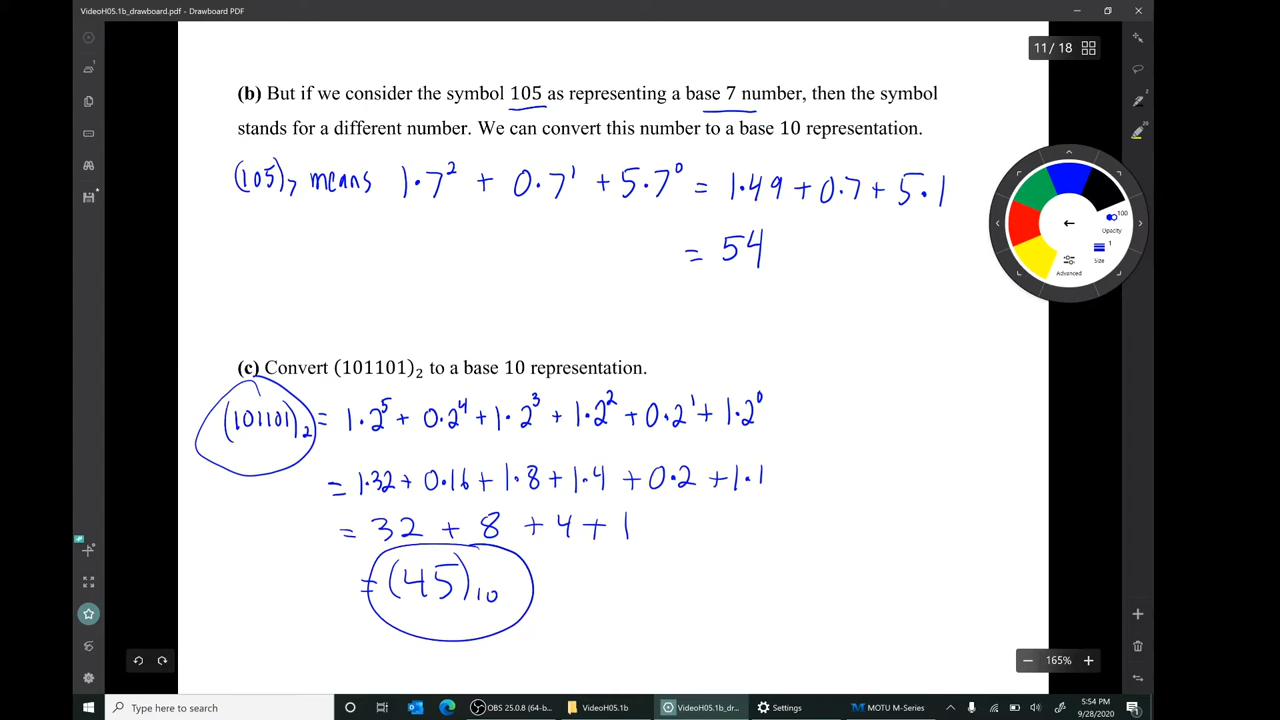 VideoH05.1b_drawboard.pdf - Drawboard PDF
11 / 18
(b) But if we consider the symbol 105 as representing a base 7 number, then the symbol
stands for a different number. We can convert this number to a base 10 representation.
(105)₇ means 1·7² + 0·7¹ + 5·7⁰ = 1·49 + 0·7 + 5·1
= 54
100
Opacity
1
Size
Advanced
(c) Convert (101101)₂ to a base 10 representation.
(101101)₂ = 1·2⁵ + 0·2⁴ + 1·2³ + 1·2² + 0·2¹ + 1·2⁰
= 1·32 + 0·16 + 1·8 + 1·4 + 0·2 + 1·1
= 32 + 8 + 4 + 1
= (45)₁₀
165%
Type here to search
OBS 25.0.8 (64-b...
VideoH05.1b
VideoH05.1b_dr...
Settings
MOTU M-Series
5:54 PM
9/28/2020